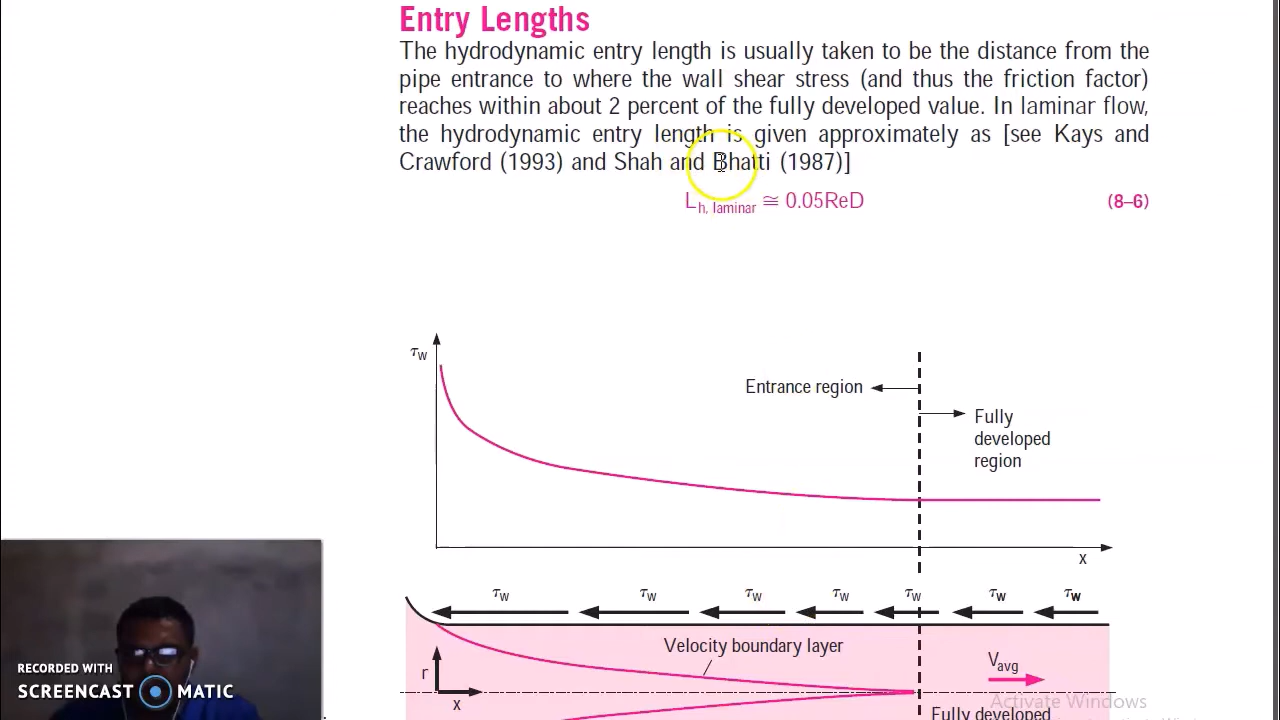 Entry Lengths
The hydrodynamic entry length is usually taken to be the distance from the
pipe entrance to where the wall shear stress (and thus the friction factor)
reaches within about 2 percent of the fully developed value. In laminar flow,
the hydrodynamic entry length is given approximately as [see Kays and
Crawford (1993) and Shah and Bhatti (1987)]
L h, laminar ≅ 0.05ReD (8–6)
τw
Entrance region
Fully
developed
region
x
τw τw τw τw τw τw τw
Velocity boundary layer
Vavg
r
x
Fully developed
Activate Windows
RECORDED WITH
SCREENCAST MATIC